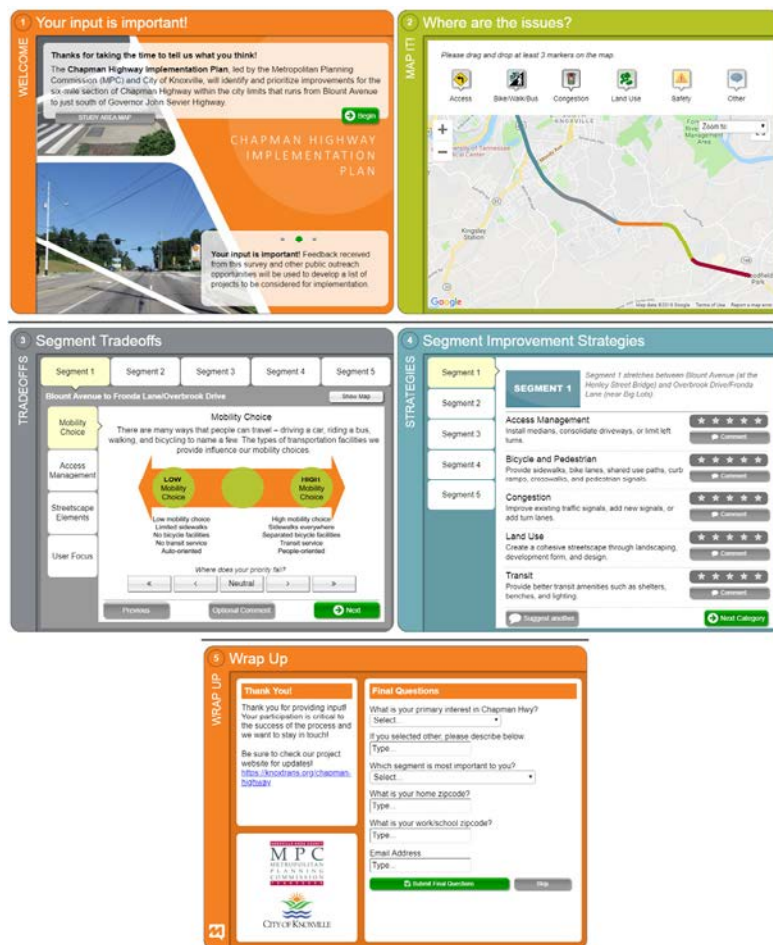 1 Your input is important!
WELCOME
Thanks for taking the time to tell us what you think!
The Chapman Highway Implementation Plan, led by the Metropolitan Planning
Commission (MPC) and City of Knoxville, will identify and prioritize improvements for the
six-mile section of Chapman Highway within the city limits that runs from Blount Avenue
to just south of Governor John Sevier Highway.
STUDY AREA MAP
Begin
CHAPMAN HIGHWAY
IMPLEMENTATION
PLAN
Your input is important! Feedback received
from this survey and other public outreach
opportunities will be used to develop a list of
projects to be considered for implementation.
2 Where are the issues?
MAP IT!
Please drag and drop at least 3 markers on the map
Access
Bike/Walk/Bus
Congestion
Land Use
Safety
Other
+
−
Zoom to
KNOXVILLE
University of Tennessee
Medical Center
Management
Area
Kingsley
Station
Park
Google
Map data ©2018 Google
Terms of Use
Report a map error
3 Segment Tradeoffs
TRADEOFFS
Segment 1
Segment 2
Segment 3
Segment 4
Segment 5
Blount Avenue to Fronda Lane/Overbrook Drive
Show Map
Mobility
Choice
Access
Management
Streetscape
Elements
User Focus
Mobility Choice
There are many ways that people can travel – driving a car, riding a bus,
walking, and bicycling to name a few. The types of transportation facilities we
provide influence our mobility choices.
LOW
Mobility
Choice
HIGH
Mobility
Choice
Low mobility choice
Limited sidewalks
No bicycle facilities
No transit service
Auto-oriented
High mobility choice
Sidewalks everywhere
Separated bicycle facilities
Transit service
People-oriented
Where does your priority fall?
«
‹
Neutral
›
»
Previous
Optional Comment
Next
4 Segment Improvement Strategies
STRATEGIES
Segment 1
Segment 2
Segment 3
Segment 4
Segment 5
SEGMENT 1
Segment 1 stretches between Blount Avenue (at the
Henley Street Bridge) and Overbrook Drive/Fronda
Lane (near Big Lots)
Access Management
Install medians, consolidate driveways, or limit left
turns.
Comment
Bicycle and Pedestrian
Provide sidewalks, bike lanes, shared use paths, curb
ramps, crosswalks, and pedestrian signals.
Comment
Congestion
Improve existing traffic signals, add new signals, or
add turn lanes.
Comment
Land Use
Create a cohesive streetscape through landscaping,
development form, and design.
Comment
Transit
Provide better transit amenities such as shelters,
benches, and lighting.
Comment
Suggest another
Next Category
5 Wrap Up
WRAP UP
Thank You!
Thank you for providing input!
Your participation is critical to
the success of the process and
we want to stay in touch!
Be sure to check our project
website for updates!
https://knoxtrans.org/chapman-
highway
MPC
METROPOLITAN
PLANNING
COMMISSION
CITY OF KNOXVILLE
Final Questions
What is your primary interest in Chapman Hwy?
Select...
If you selected other, please describe below
Type...
Which segment is most important to you?
Select...
What is your home zipcode?
Type...
What is your work/school zipcode?
Type...
Email Address
Type...
Submit Final Questions
Skip